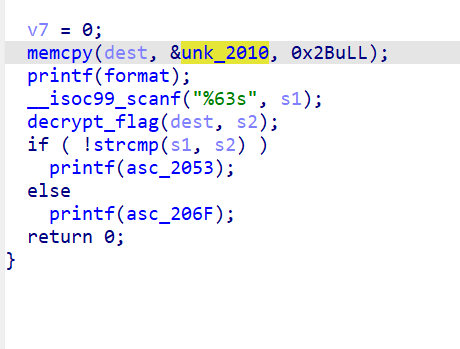 v7 = 0;
memcpy(dest, &unk_2010, 0x2BuLL);
printf(format);
__isoc99_scanf("%63s", s1);
decrypt_flag(dest, s2);
if ( !strcmp(s1, s2) )
printf(asc_2053);
else
printf(asc_206F);
return 0;
}